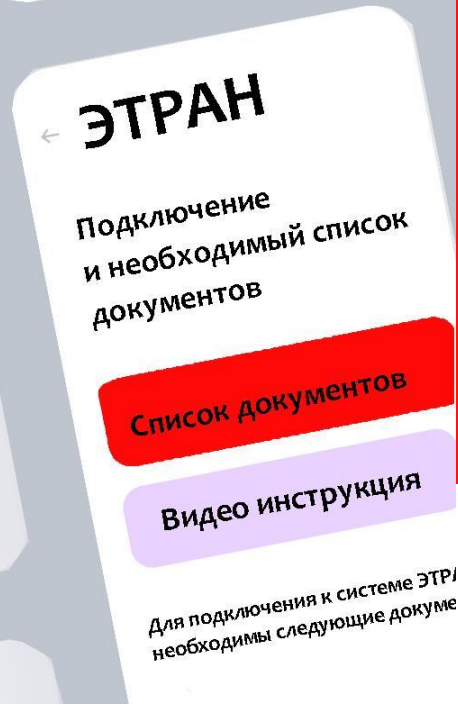 ЭТРАН
Подключение
и необходимый список
документов
Список документов
Видео инструкция
Для подключения к системе
необходимы следующие